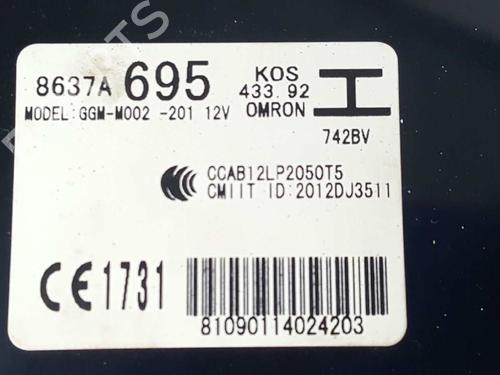 8637A 695 KOS
433.92
MODEL:GGM-M002 -201 12V OMRON
742BV
CCAB12LP2050T5
CMIIT ID:2012DJ3511
CE1731
81090114024203